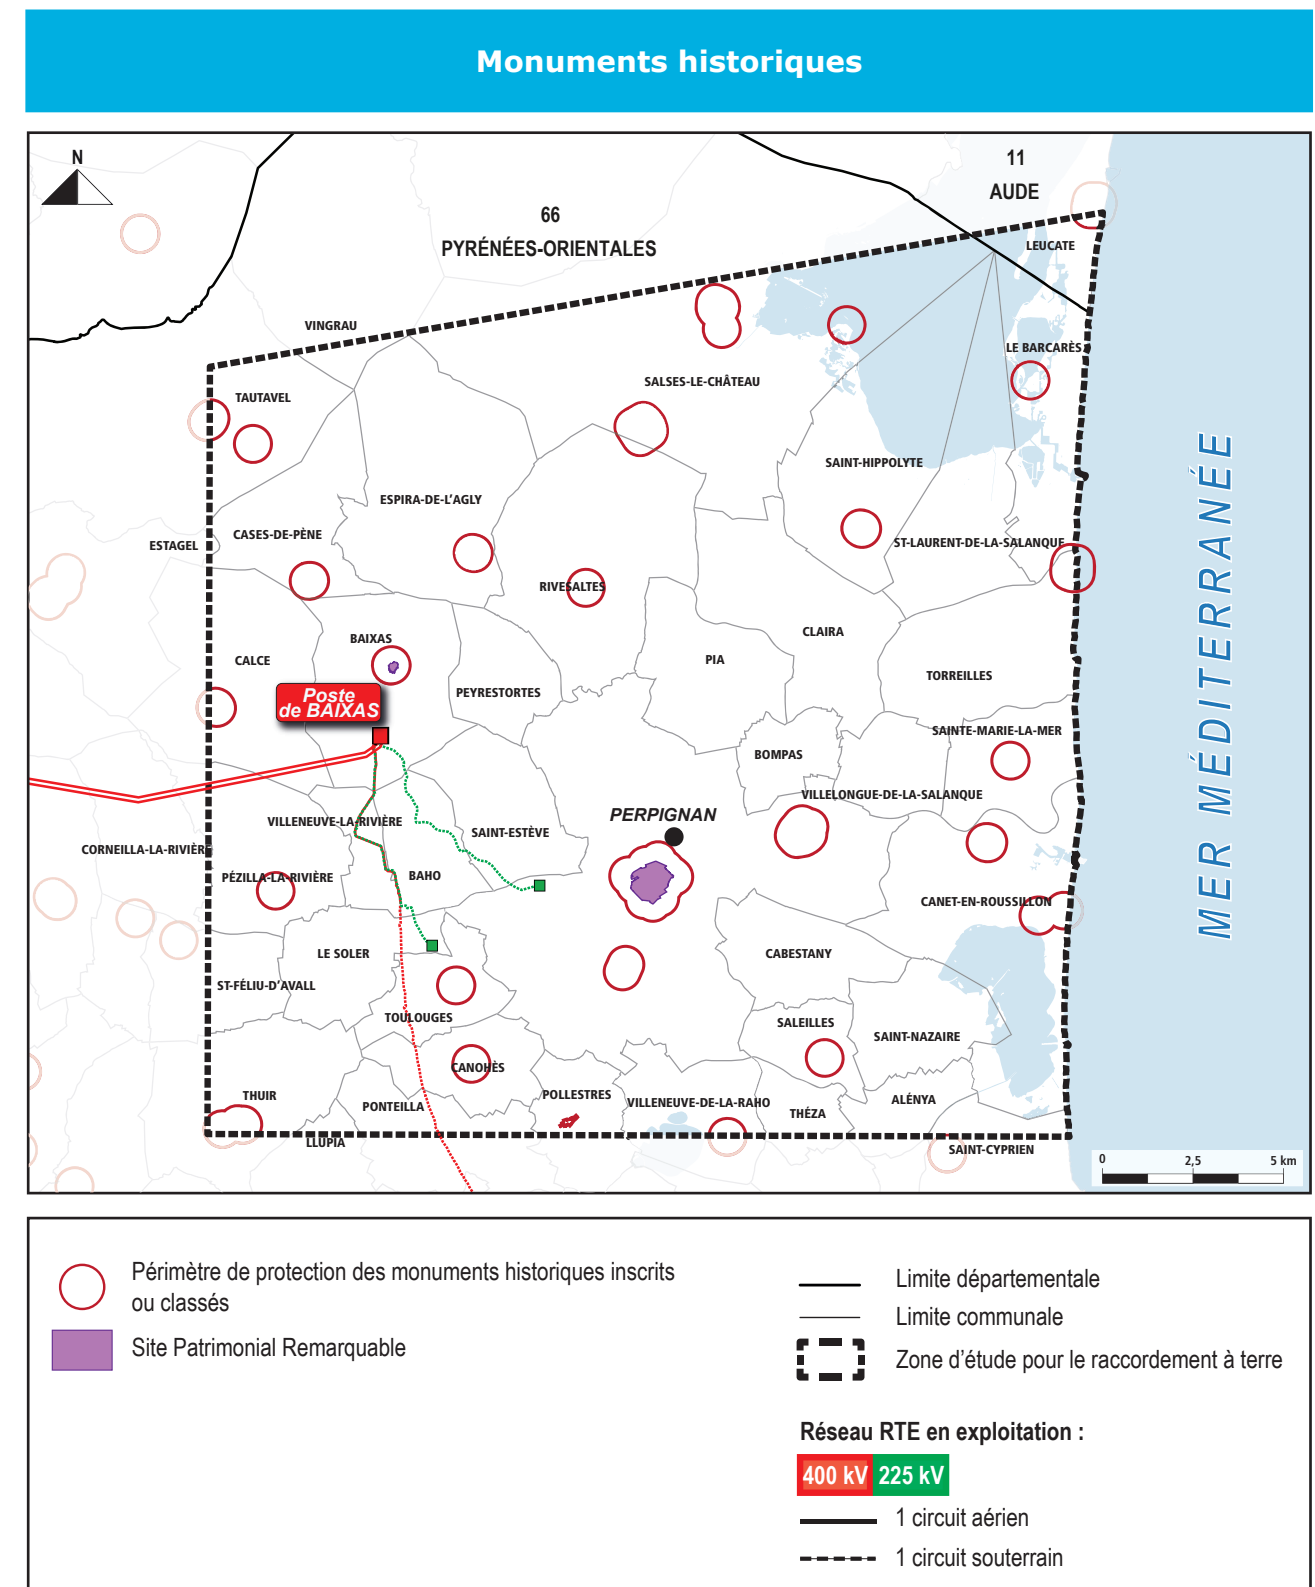 Monuments historiques
N
11
AUDE
66
PYRÉNÉES-ORIENTALES
LEUCATE
VINGRAU
LE BARCARÈS
SALSES-LE-CHÂTEAU
TAUTAVEL
SAINT-HIPPOLYTE
ESPIRA-DE-L'AGLY
CASES-DE-PÈNE
ESTAGEL
ST-LAURENT-DE-LA-SALANQUE
RIVESALTES
MER MÉDITERRANÉE
CLAIRA
BAIXAS
CALCE
PIA
TORREILLES
PEYRESTORTES
Poste
de BAIXAS
SAINTE-MARIE-LA-MER
BOMPAS
VILLELONGUE-DE-LA-SALANQUE
PERPIGNAN
VILLENEUVE-LA-RIVIÈRE
SAINT-ESTÈVE
CORNEILLA-LA-RIVIÈRE
PÉZILLA-LA-RIVIÈRE
BAHO
CANET-EN-ROUSSILLON
LE SOLER
CABESTANY
ST-FÉLIU-D'AVALL
TOULOUGES
SALEILLES
SAINT-NAZAIRE
CANOHÈS
THUIR
POLLESTRES
PONTEILLA
VILLENEUVE-DE-LA-RAHO
THÉZA
ALÉNYA
LLUPIA
SAINT-CYPRIEN
0 2,5 5 km
Périmètre de protection des monuments historiques inscrits
ou classés
Site Patrimonial Remarquable
Limite départementale
Limite communale
Zone d'étude pour le raccordement à terre
Réseau RTE en exploitation :
400 kV 225 kV
1 circuit aérien
1 circuit souterrain